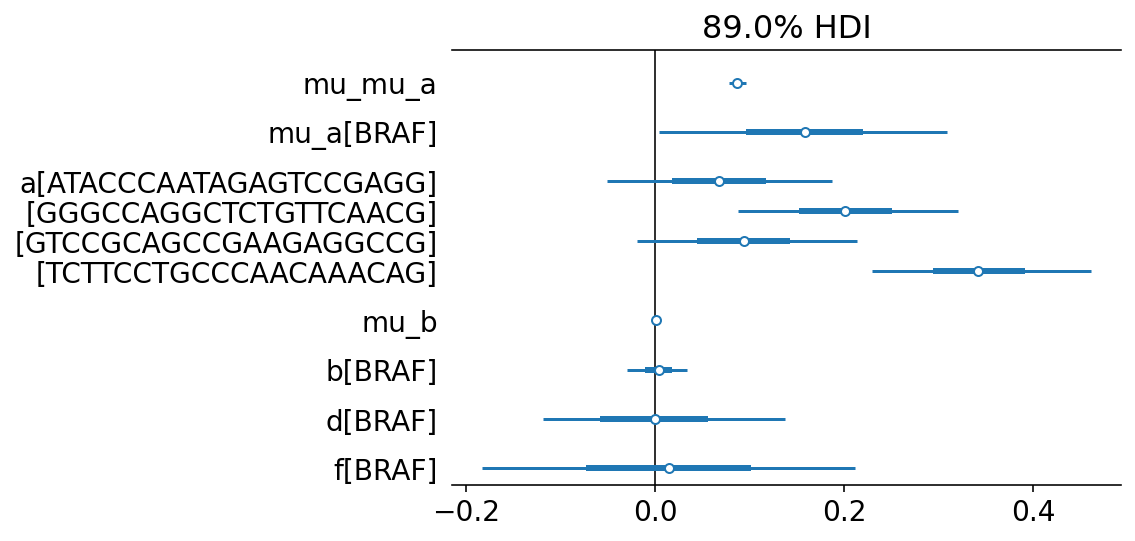 89.0% HDI
mu_mu_a
mu_a[BRAF]
a[ATACCCAATAGAGTCCGAGG]
[GGGCCAGGCTCTGTTCAACG]
[GTCCGCAGCCGAAGAGGCCG]
[TCTTCCTGCCCAACAAACAG]
mu_b
b[BRAF]
d[BRAF]
f[BRAF]
−0.2 0.0 0.2 0.4